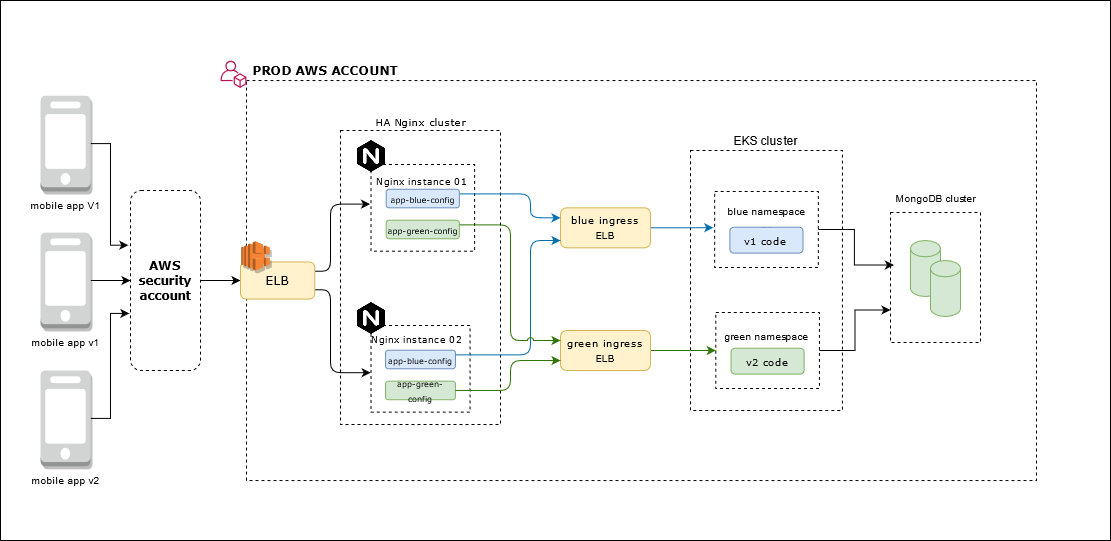 PROD AWS ACCOUNT
mobile app V1
mobile app v1
mobile app v2
AWS
security
account
ELB
HA Nginx cluster
N
Nginx instance 01
app-blue-config
app-green-config
N
Nginx instance 02
app-blue-config
app-green-
config
blue ingress
ELB
green ingress
ELB
EKS cluster
blue namespace
v1 code
green namespace
v2 code
MongoDB cluster